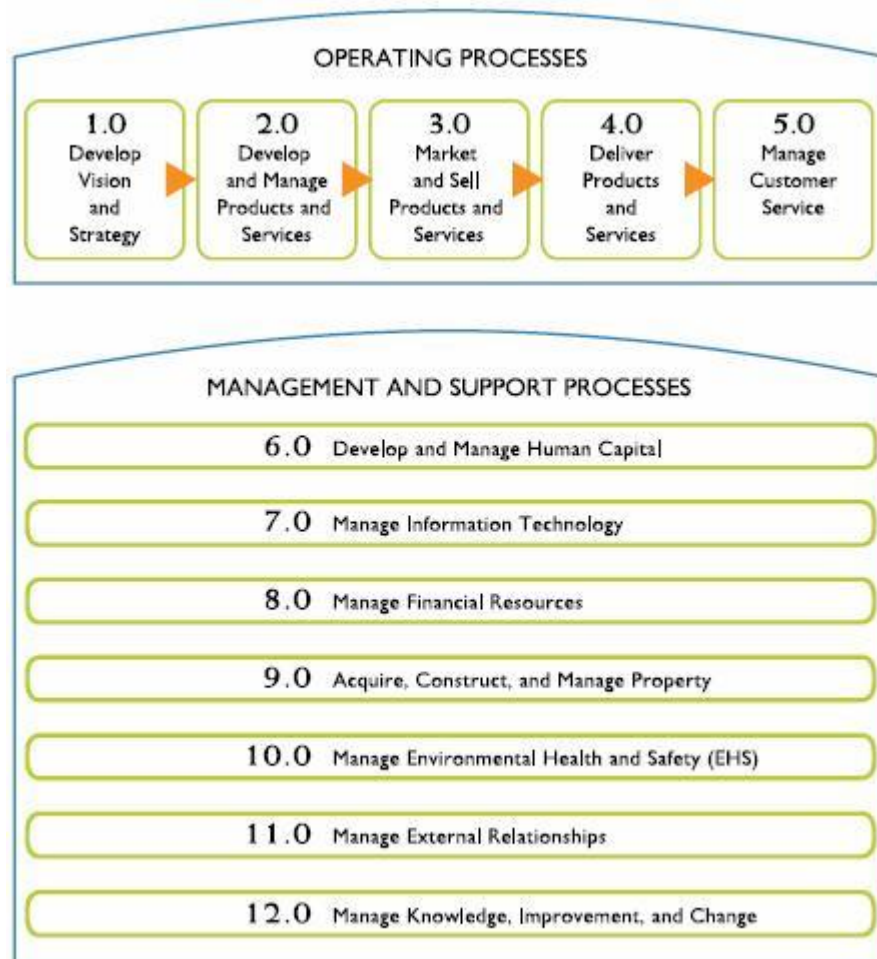 OPERATING PROCESSES
1.0
Develop
Vision
and
Strategy
2.0
Develop
and Manage
Products and
Services
3.0
Market
and Sell
Products and
Services
4.0
Deliver
Products
and
Services
5.0
Manage
Customer
Service
MANAGEMENT AND SUPPORT PROCESSES
6.0 Develop and Manage Human Capital
7.0 Manage Information Technology
8.0 Manage Financial Resources
9.0 Acquire, Construct, and Manage Property
10.0 Manage Environmental Health and Safety (EHS)
11.0 Manage External Relationships
12.0 Manage Knowledge, Improvement, and Change